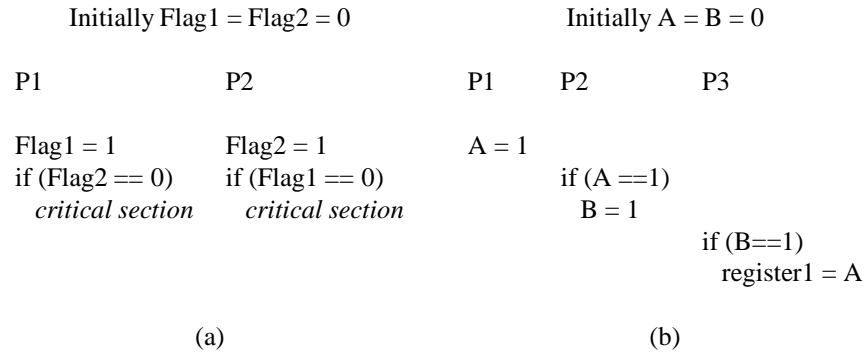 Initially Flag1 = Flag2 = 0
P1 P2
Flag1 = 1 Flag2 = 1
if (Flag2 == 0) if (Flag1 == 0)
critical section critical section
(a)
Initially A = B = 0
P1 P2 P3
A = 1
if (A ==1)
B = 1
if (B==1)
register1 = A
(b)